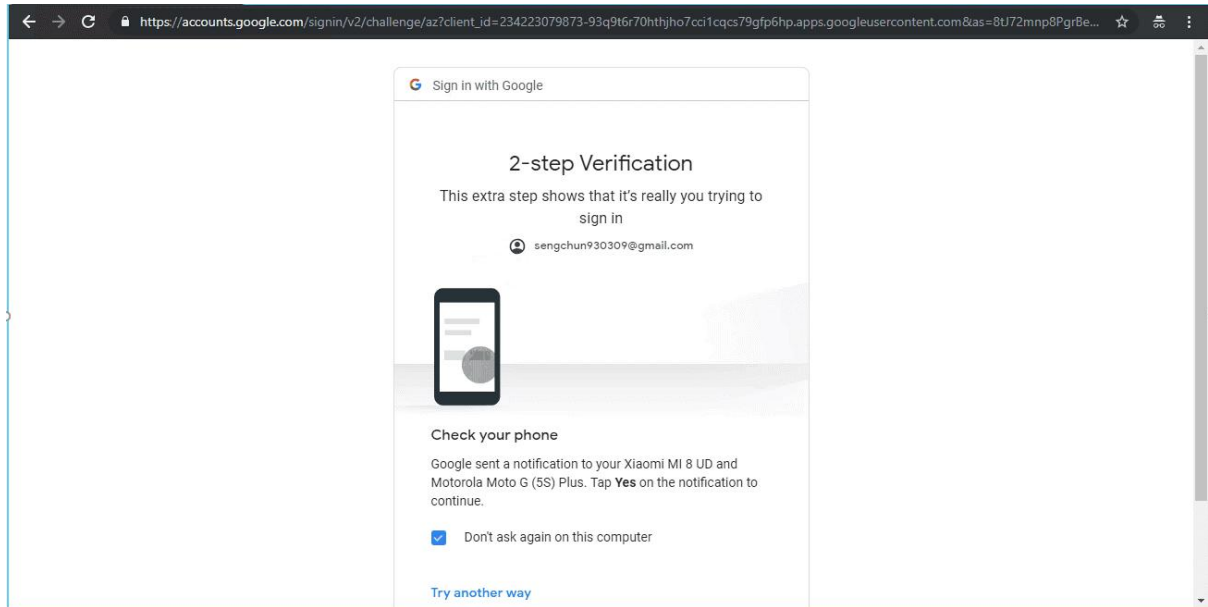 https://accounts.google.com/signin/v2/challenge/az?client_id=234223079873-93q9t6r70hthjho7cci1cqcs79gfp6hp.apps.googleusercontent.com&as=8tJ72mnp8PgrBe...
Sign in with Google
2-step Verification
This extra step shows that it's really you trying to
sign in
sengchun930309@gmail.com
Check your phone
Google sent a notification to your Xiaomi MI 8 UD and
Motorola Moto G (5S) Plus. Tap Yes on the notification to
continue.
Don't ask again on this computer
Try another way